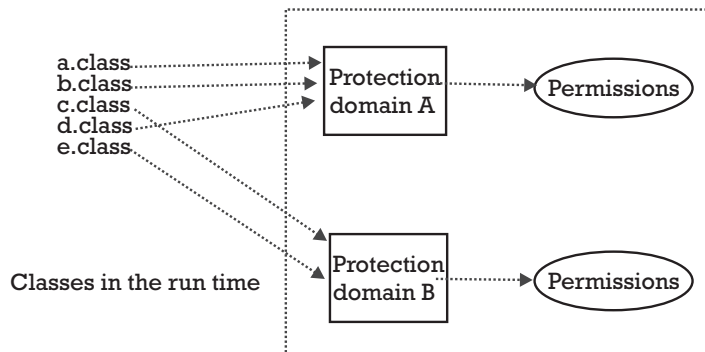 a.class
b.class
c.class
d.class
e.class
Protection
domain A
Permissions
Protection
domain B
Permissions
Classes in the run time